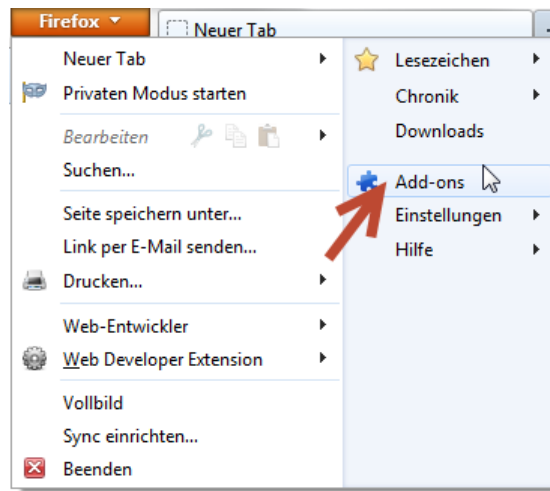 Firefox
Neuer Tab
Neuer Tab
Privaten Modus starten
Bearbeiten
Suchen...
Seite speichern unter...
Link per E-Mail senden...
Drucken...
Web-Entwickler
Web Developer Extension
Vollbild
Sync einrichten...
Beenden
Lesezeichen
Chronik
Downloads
Add-ons
Einstellungen
Hilfe